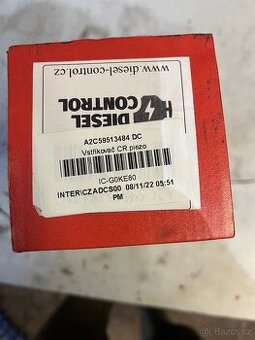 www.diesel-control.cz
DIESEL
CONTROL
A2C59513484 DC
Vstřikovač CR piezo
IC-G0KE60
INTER\CZADCS00 08/11/22 05:51
PM